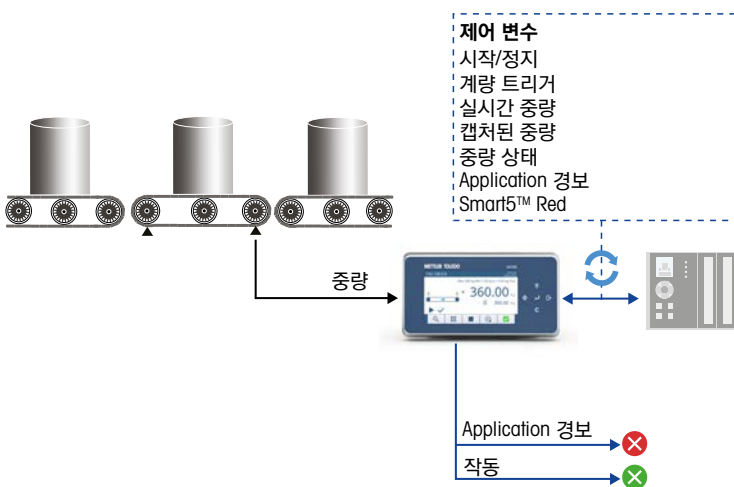 제어 변수
시작/정지
계량 트리거
실시간 중량
캡처된 중량
중량 상태
Application 경보
Smart5™ Red
중량
METTLER TOLEDO
360.00
Application 경보
작동